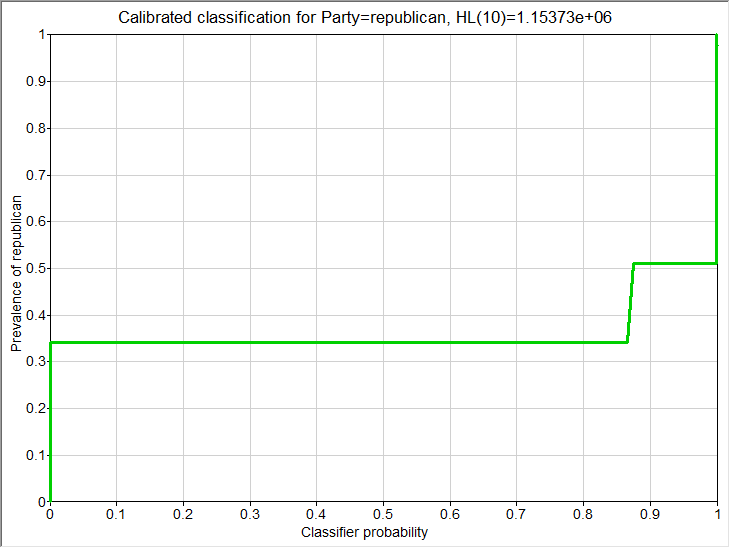 Calibrated classification for Party=republican, HL(10)=1.15373e+06
1
0.9
0.8
0.7
0.6
0.5
0.4
0.3
0.2
0.1
0
Prevalence of republican
0 0.1 0.2 0.3 0.4 0.5 0.6 0.7 0.8 0.9 1
Classifier probability